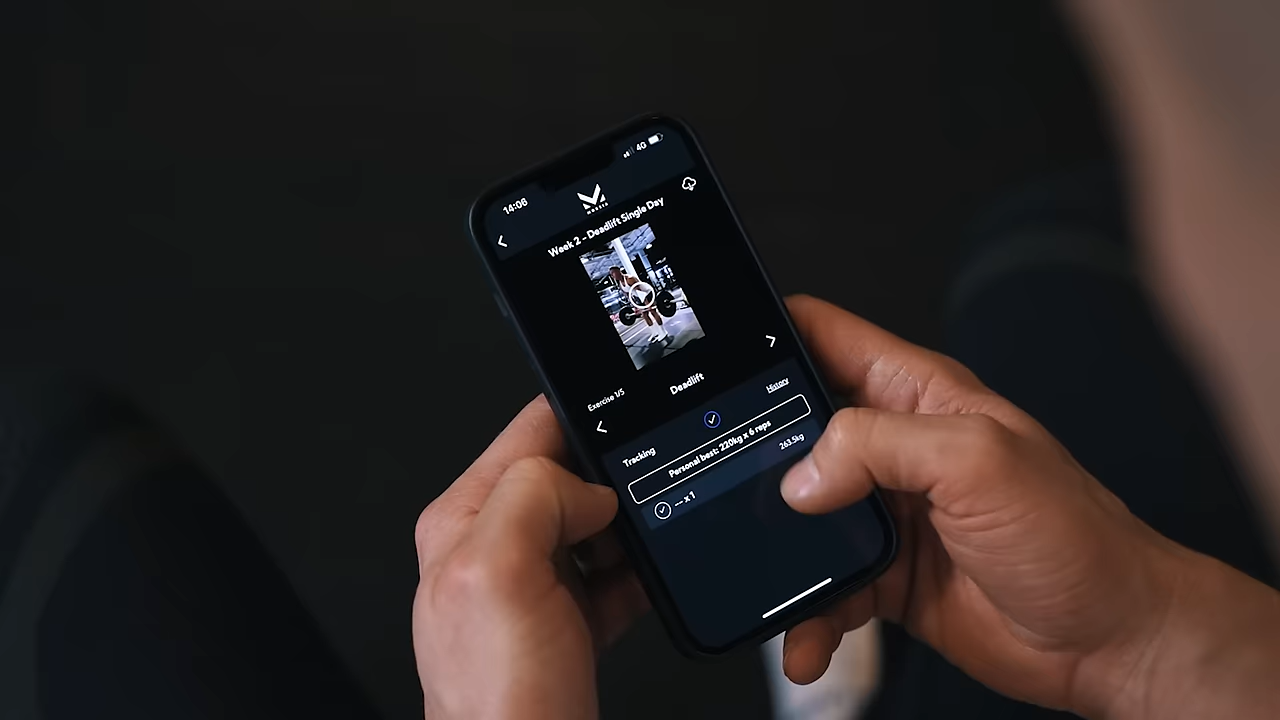 14:06
4G
Week 2 - Deadlift Single Day
Exercise 1/5
Deadlift
History
Tracking
Personal best: 220kg x 6 reps
-- x 1
263.5kg